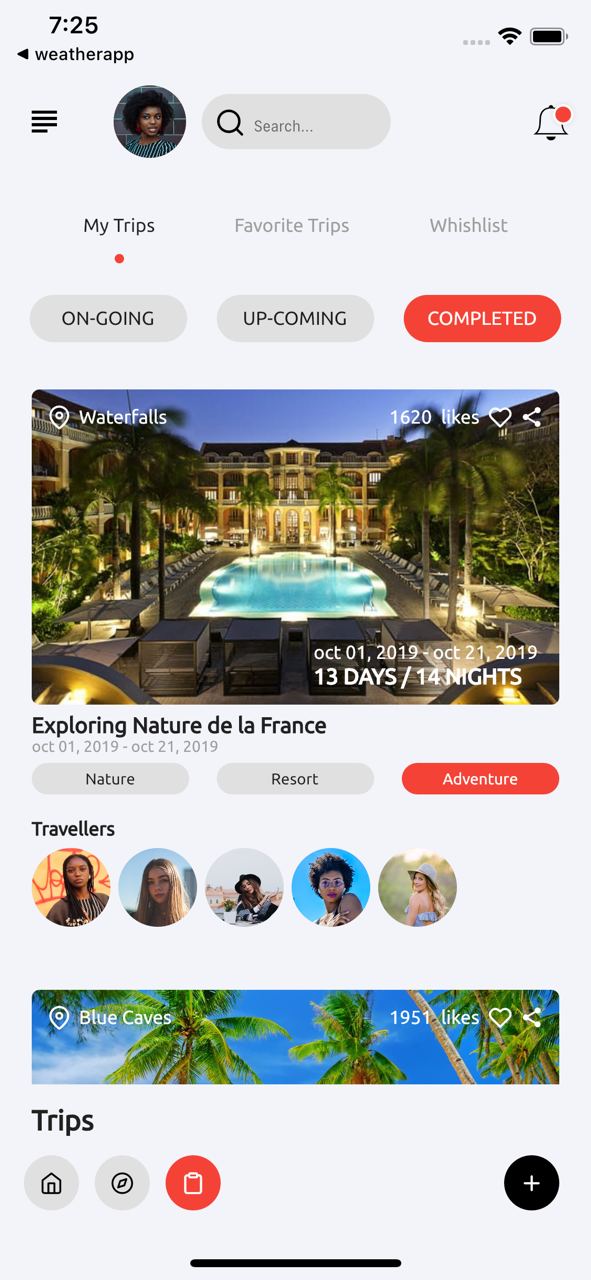 7:25
weatherapp
Search...
My Trips Favorite Trips Whishlist
ON-GOING UP-COMING COMPLETED
Waterfalls 1620 likes
oct 01, 2019 - oct 21, 2019
13 DAYS / 14 NIGHTS
Exploring Nature de la France
oct 01, 2019 - oct 21, 2019
Nature Resort Adventure
Travellers
Blue Caves 1951 likes
Trips